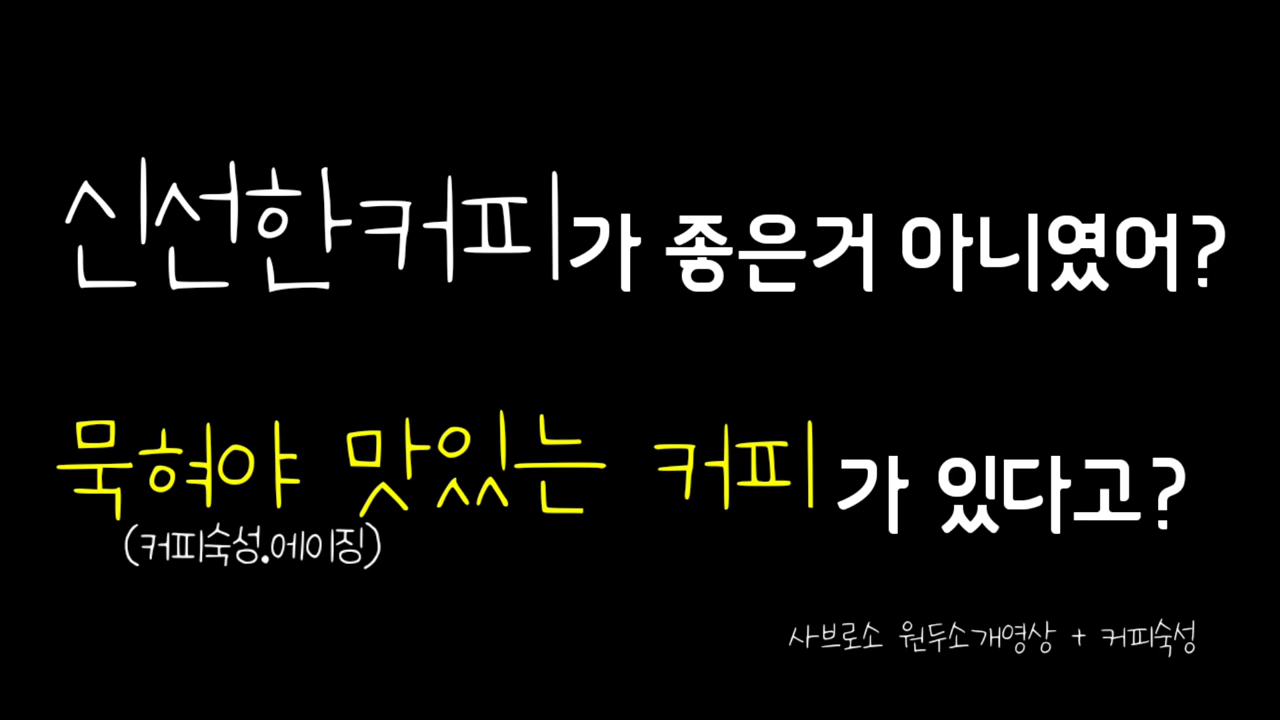 신선한커피가 좋은거 아니였어?
묵혀야 맛있는 커피가 있다고?
(커피숙성.에이징)
사브로소 원두소개영상 + 커피숙성